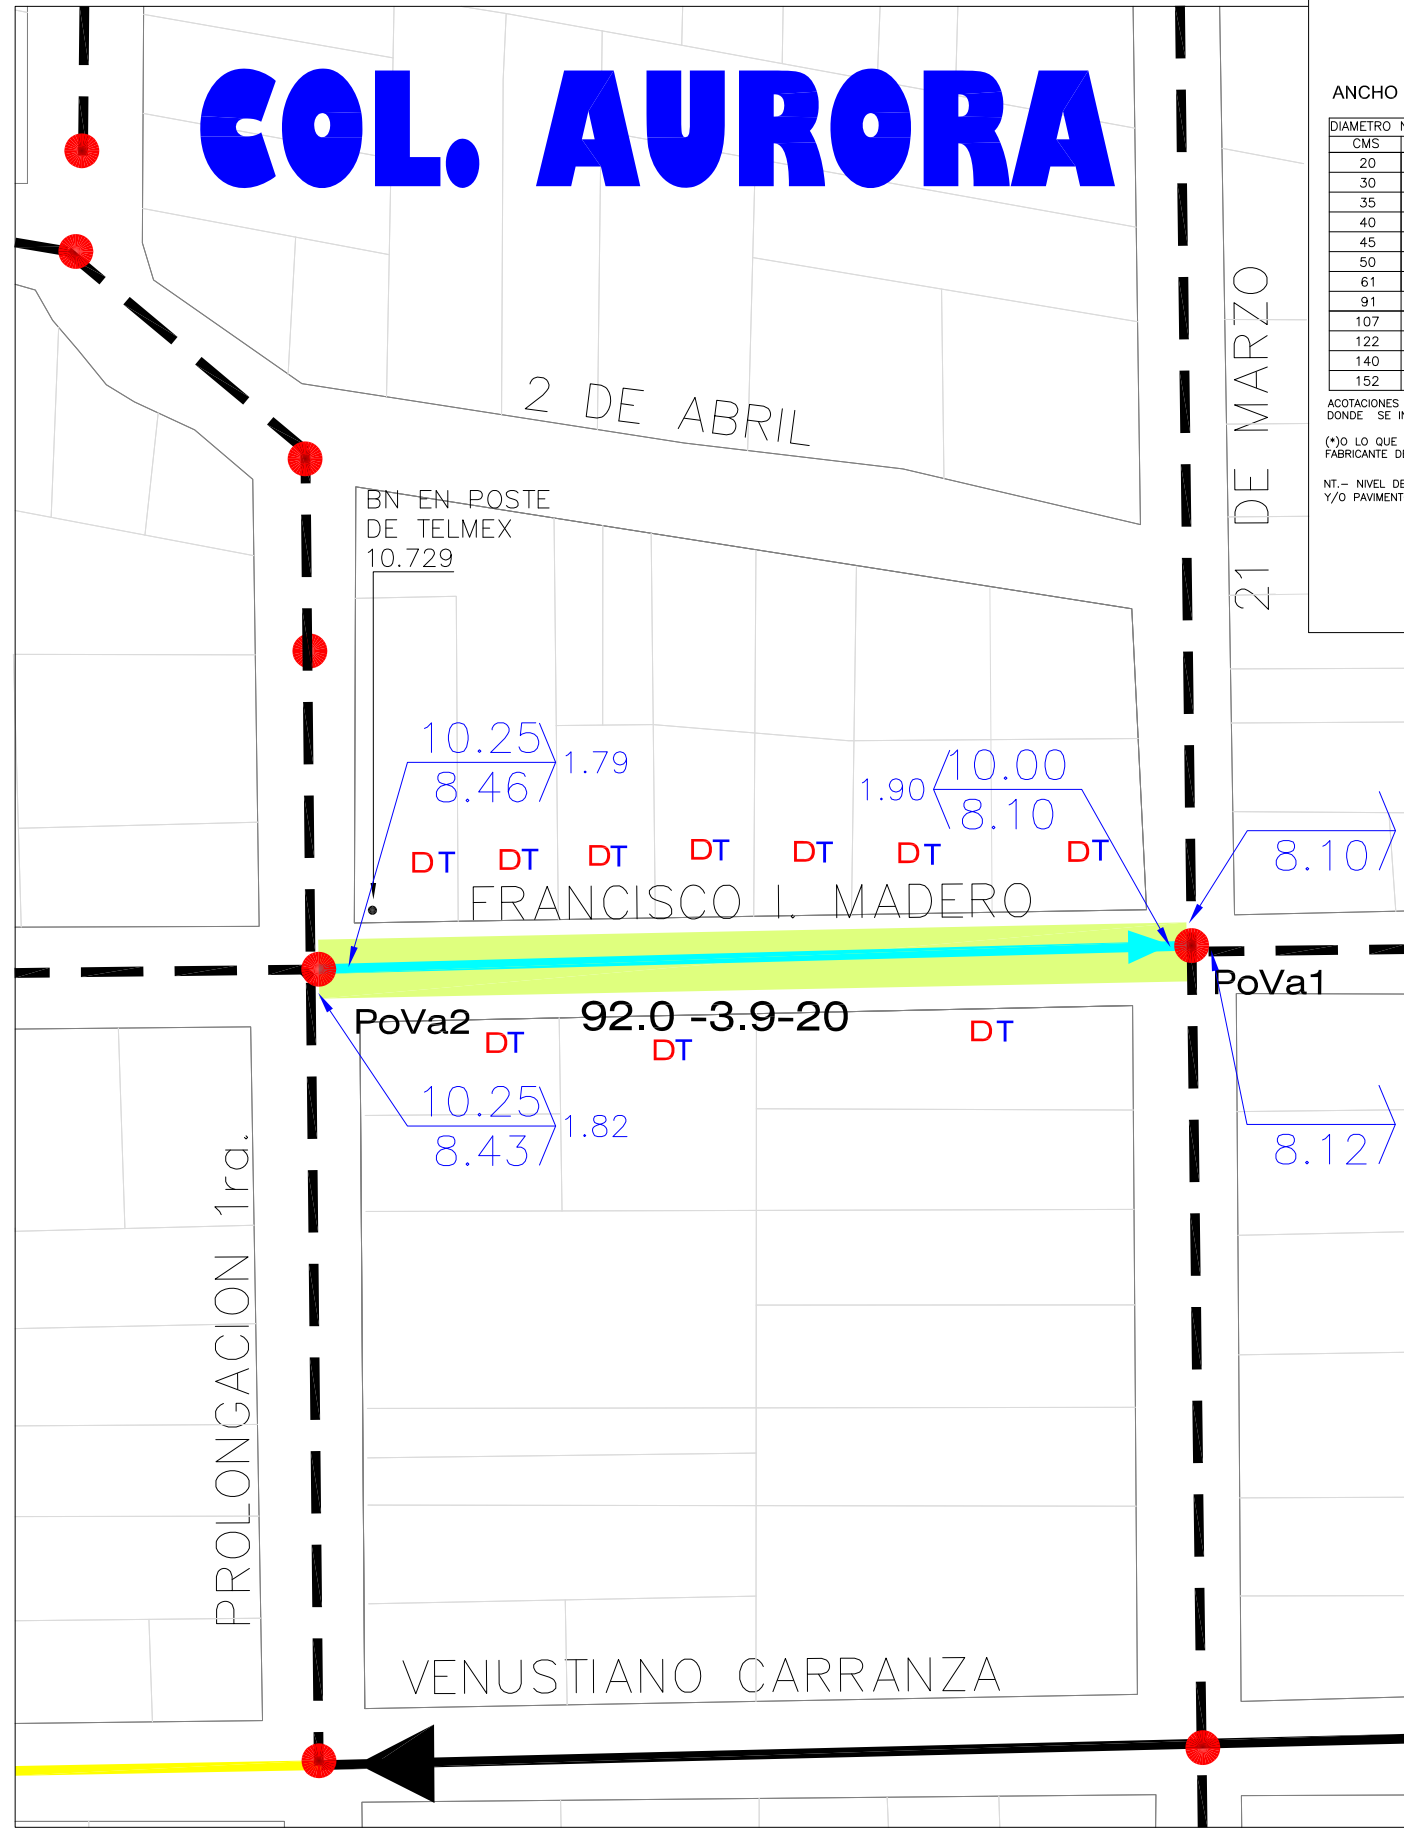 COL. AURORA
ANCHO
DIAMETRO
CMS
20
30
35
40
45
50
61
91
107
122
140
152
ACOTACIONES
DONDE SE
(*)O LO QUE
FABRICANTE
NT.- NIVEL
Y/O
21 DE MARZO
2 DE ABRIL
BN EN POSTE
DE TELMEX
10.729
10.25
8.46
1.79
1.90
10.00
8.10
8.10
DT DT DT DT DT DT DT
FRANCISCO I. MADERO
PoVa1
PoVa2
92.0 -3.9-20
DT DT DT
10.25
8.43
1.82
8.12
PROLONGACION 1ra.
VENUSTIANO CARRANZA